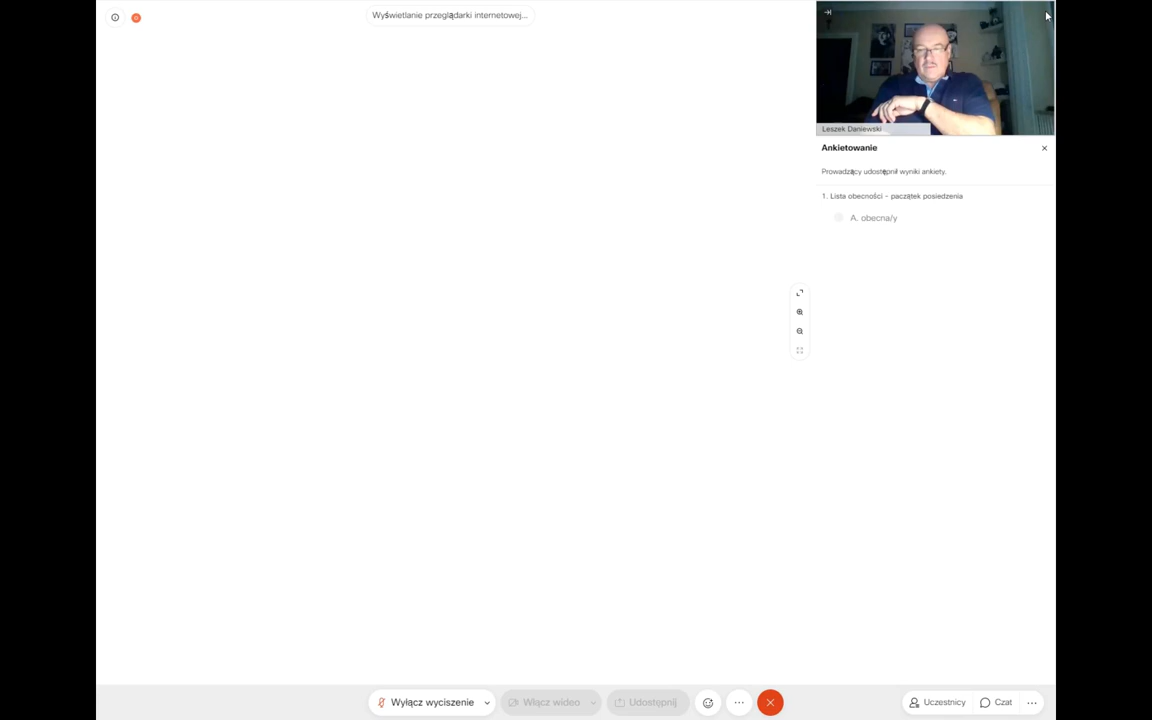 Wyświetlanie przeglądarki internetowej...
Leszek Daniewski
Ankietowanie
Prowadzący udostępnił wyniki ankiety.
1. Lista obecności - paczątek posiedzenia
A. obecna/y
Wyłącz wyciszenie
Włącz wideo
Udostępnij
Uczestnicy
Czat